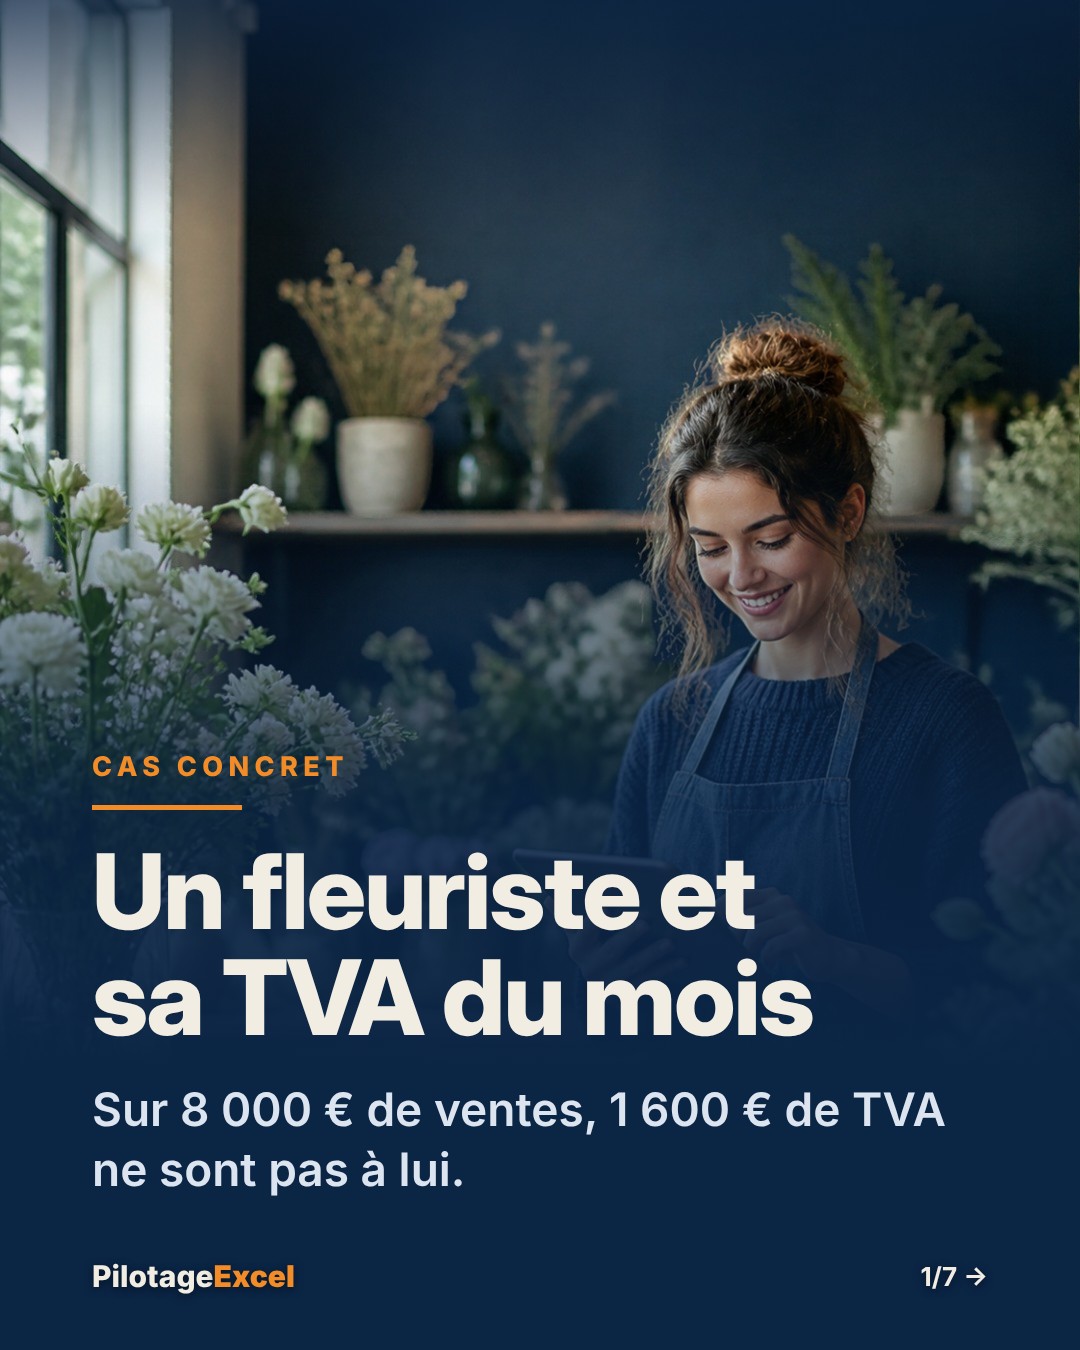 CAS CONCRET
Un fleuriste et
sa TVA du mois
Sur 8 000 € de ventes, 1 600 € de TVA
ne sont pas à lui.
PilotageExcel
1/7 →